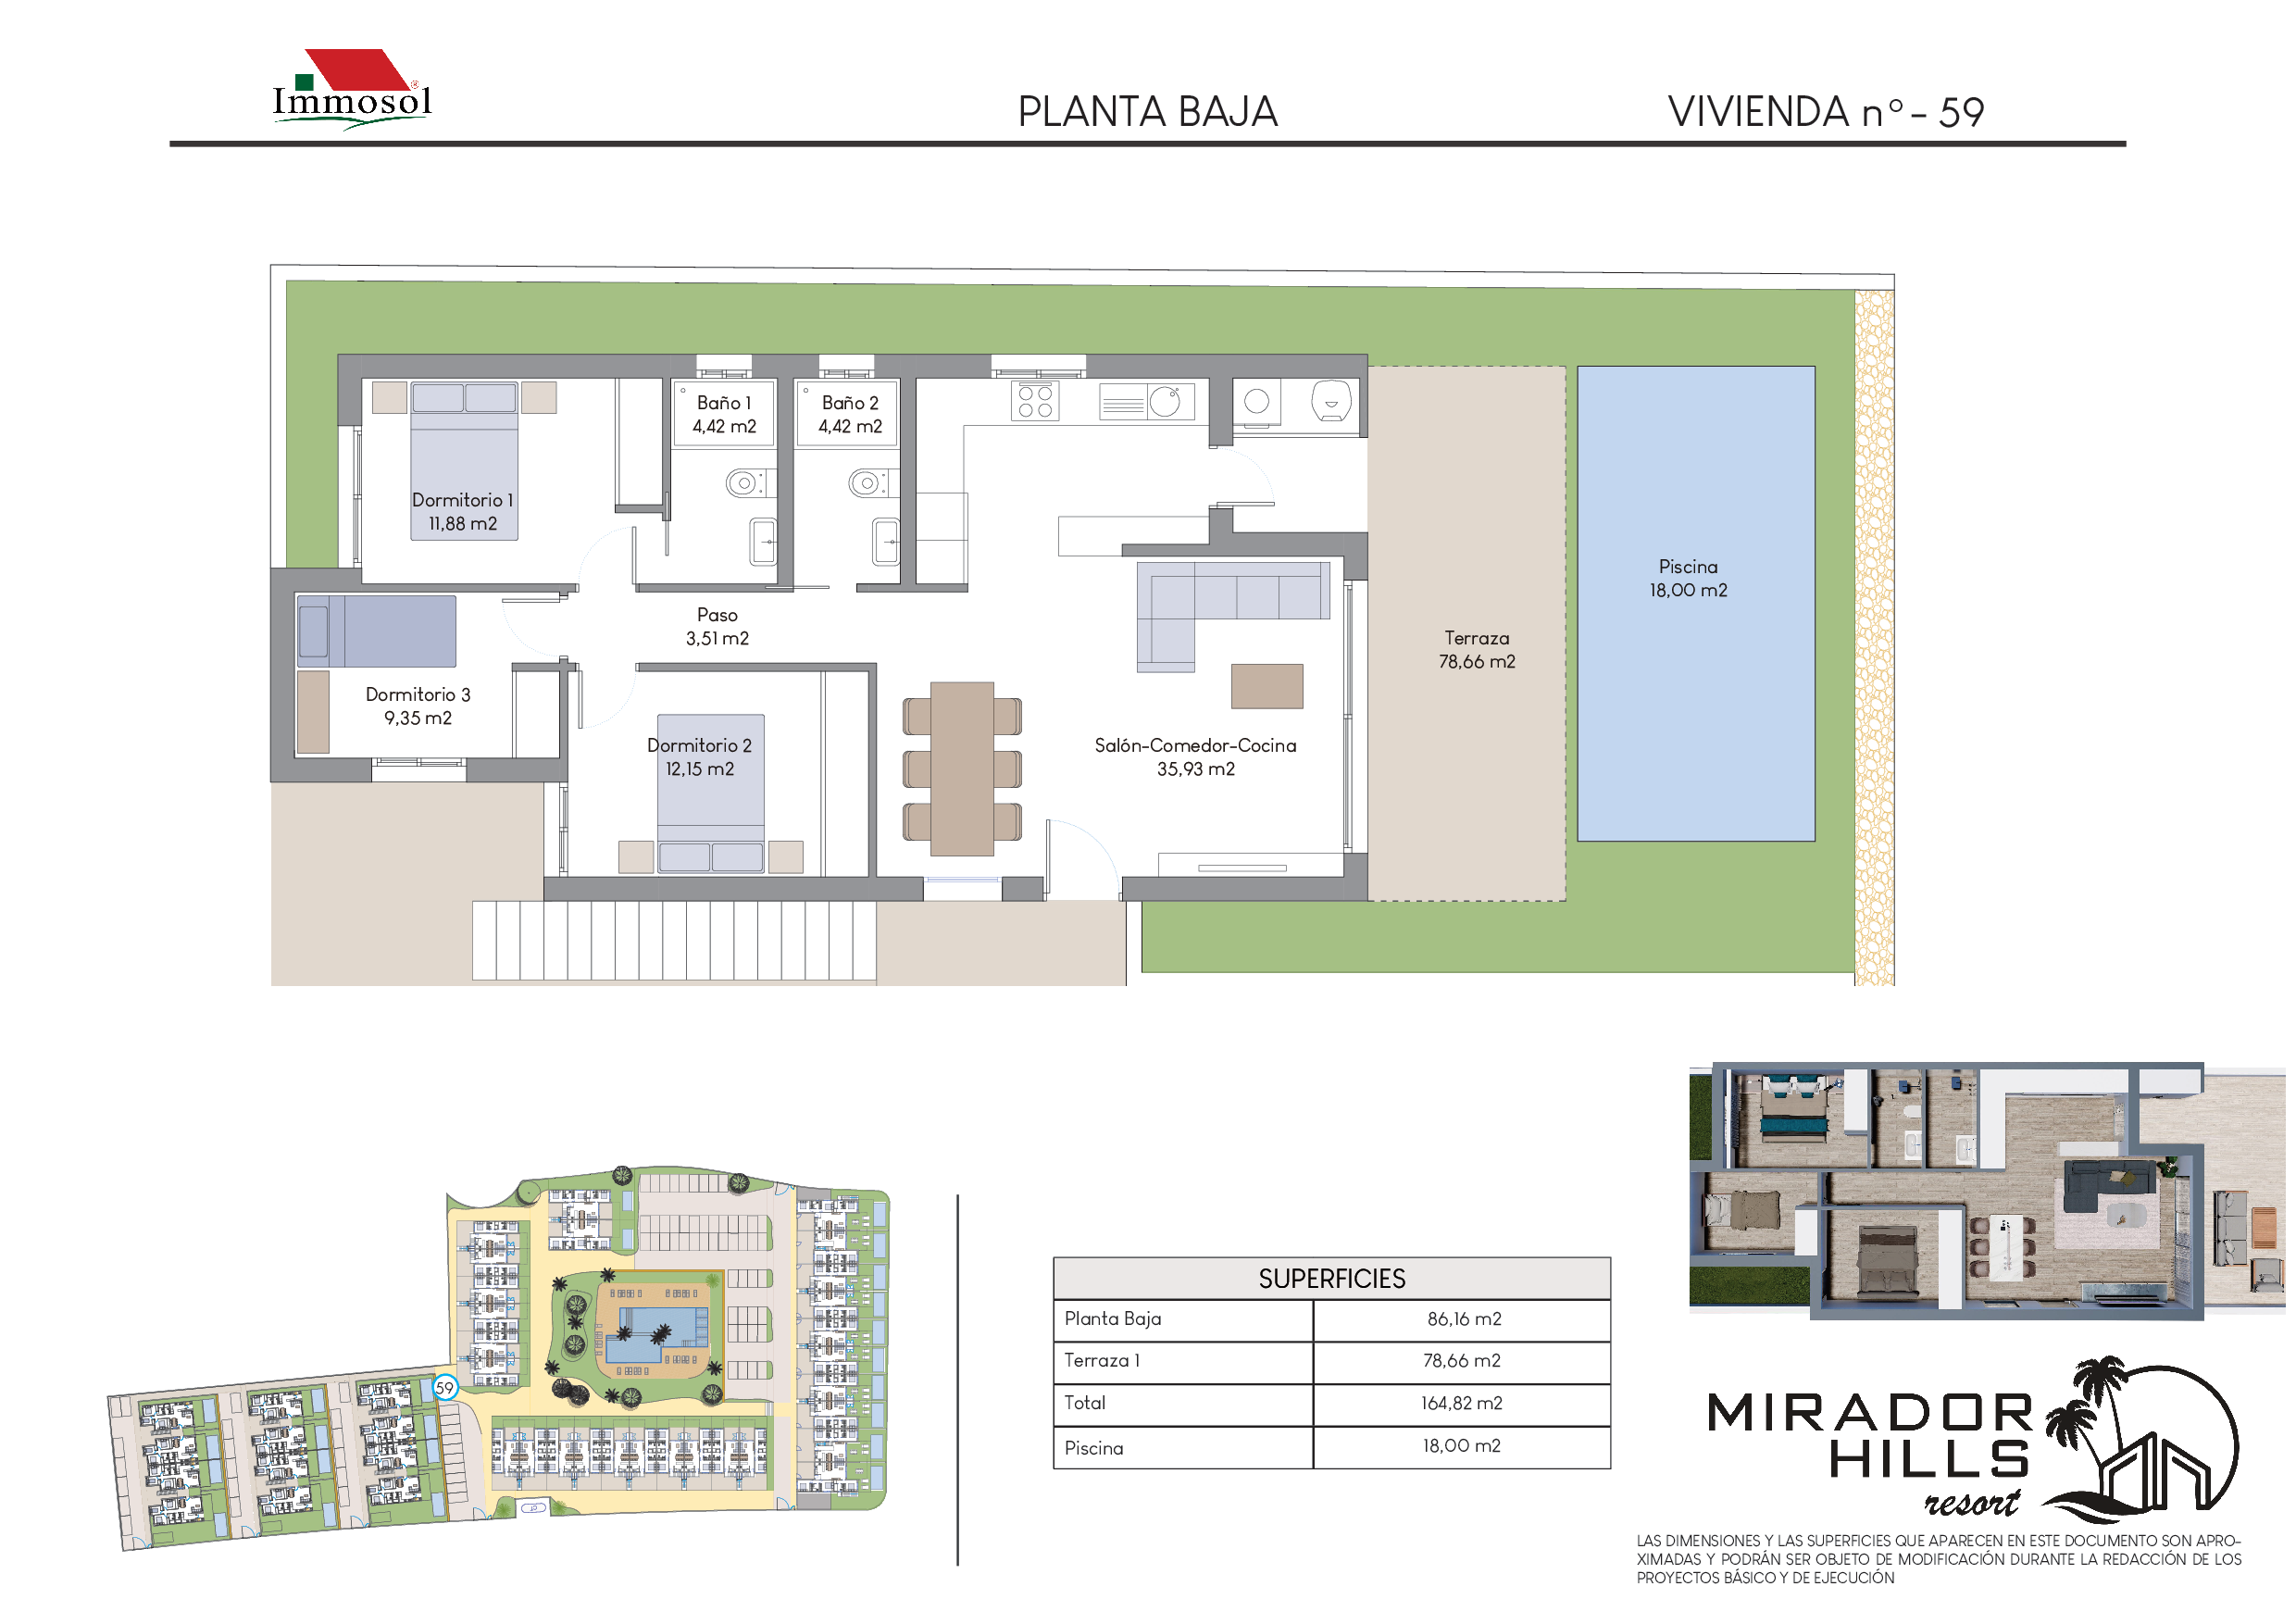 Immosol
PLANTA BAJA
VIVIENDA nº - 59
Baño 1
4,42 m2
Baño 2
4,42 m2
Dormitorio 1
11,88 m2
Piscina
18,00 m2
Paso
3,51 m2
Terraza
78,66 m2
Dormitorio 3
9,35 m2
Dormitorio 2
12,15 m2
Salón-Comedor-Cocina
35,93 m2
59
SUPERFICIES
Planta Baja 86,16 m2
Terraza 1 78,66 m2
Total 164,82 m2
Piscina 18,00 m2
MIRADOR
HILLS
resort
LAS DIMENSIONES Y LAS SUPERFICIES QUE APARECEN EN ESTE DOCUMENTO SON APRO-
XIMADAS Y PODRÁN SER OBJETO DE MODIFICACIÓN DURANTE LA REDACCIÓN DE LOS
PROYECTOS BÁSICO Y DE EJECUCIÓN